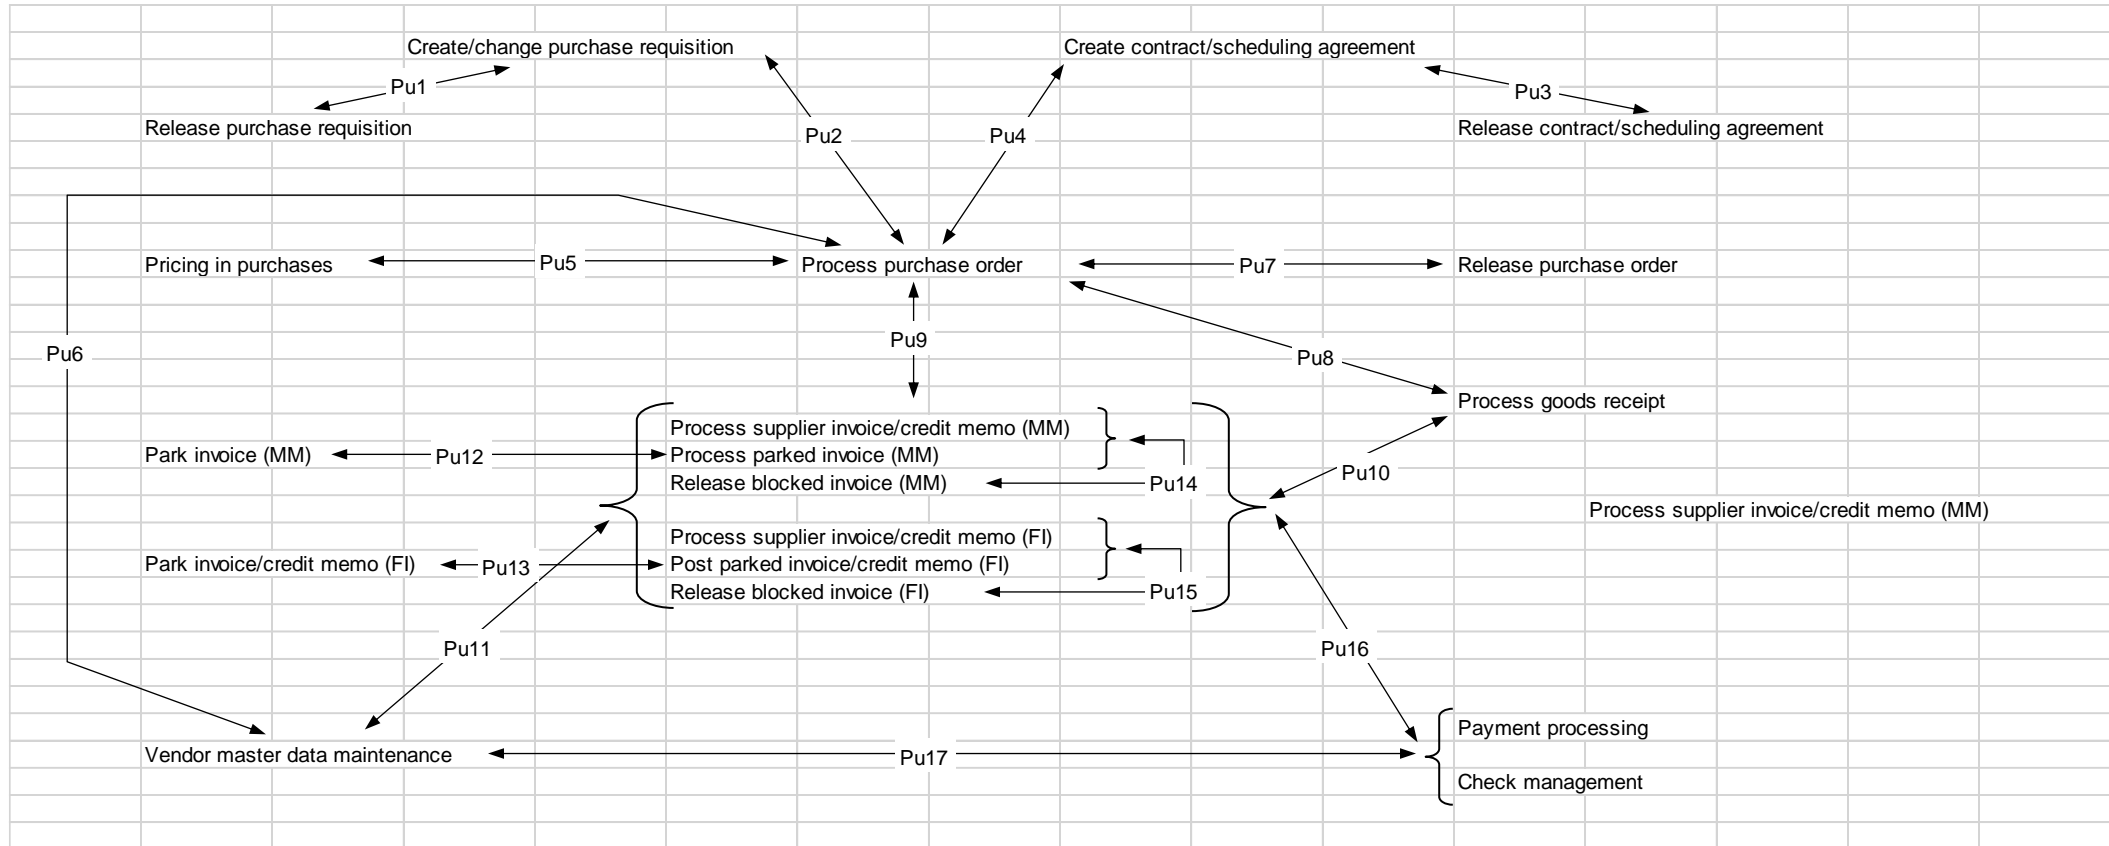 Create/change purchase requisition
Create contract/scheduling agreement
Pu1
Pu3
Release purchase requisition
Pu2
Pu4
Release contract/scheduling agreement
Pricing in purchases
Pu5
Process purchase order
Pu7
Release purchase order
Pu9
Pu6
Pu8
Process goods receipt
Process supplier invoice/credit memo (MM)
Park invoice (MM)
Pu12
Process parked invoice (MM)
Pu10
Release blocked invoice (MM)
Pu14
Process supplier invoice/credit memo (MM)
Process supplier invoice/credit memo (FI)
Park invoice/credit memo (FI)
Pu13
Post parked invoice/credit memo (FI)
Release blocked invoice (FI)
Pu15
Pu11
Pu16
Payment processing
Vendor master data maintenance
Pu17
Check management